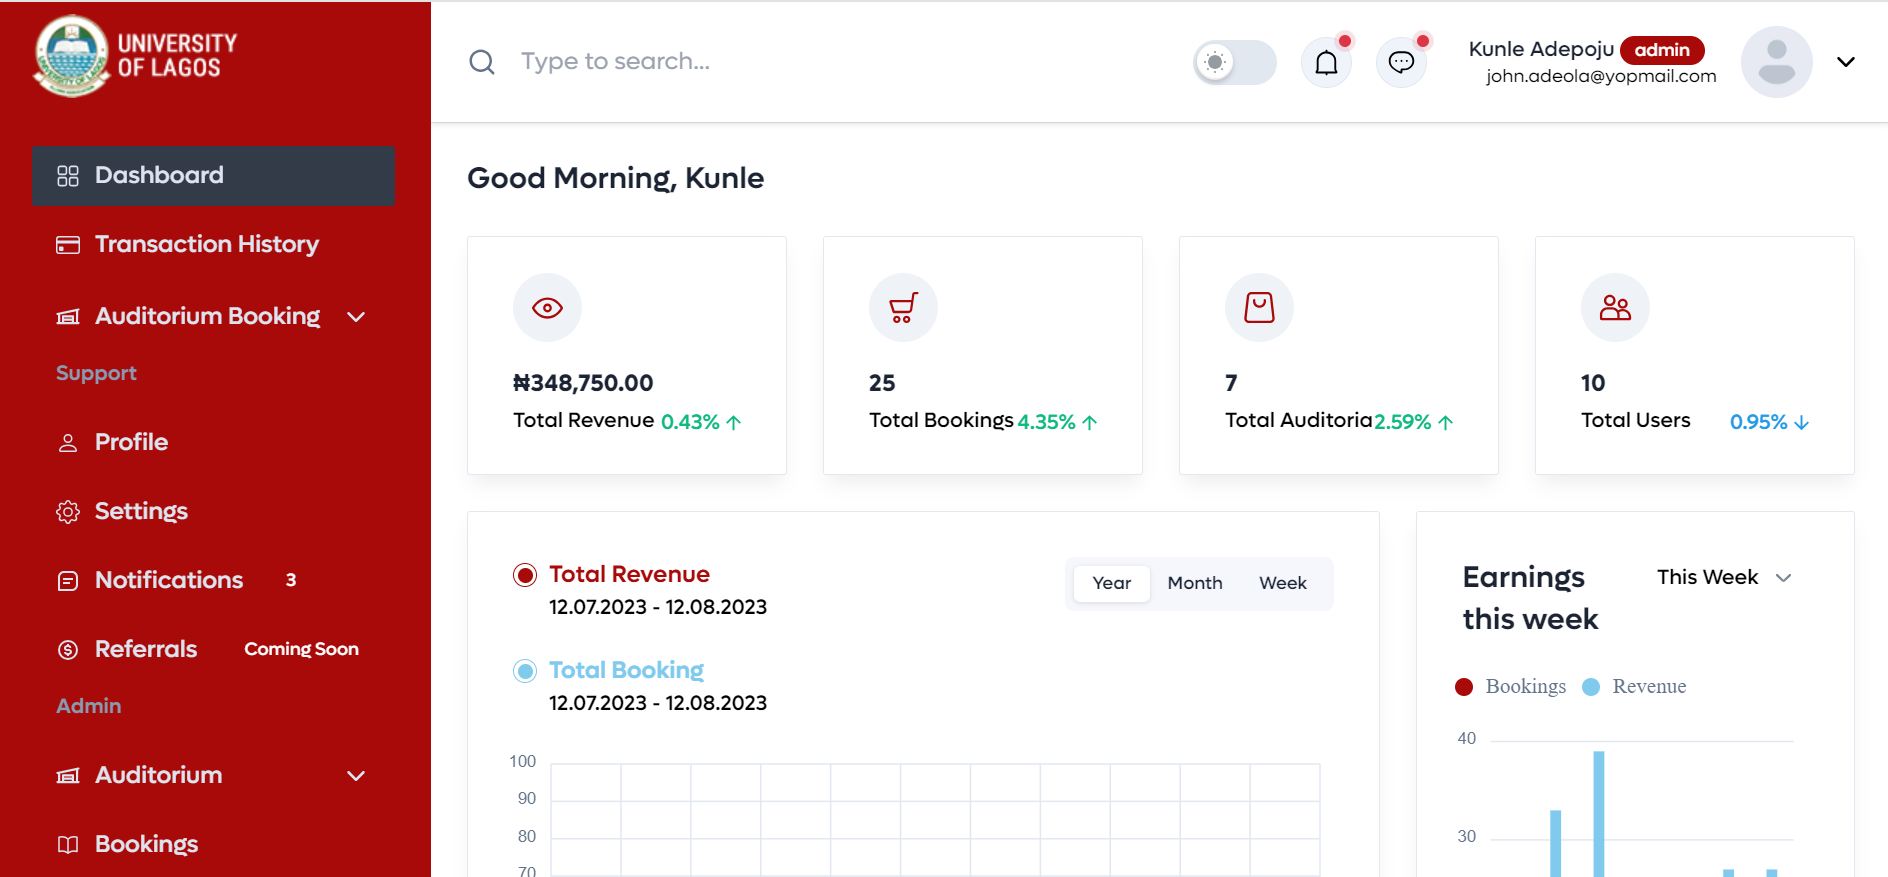 UNIVERSITY
OF LAGOS
Dashboard
Transaction History
Auditorium Booking
Support
Profile
Settings
Notifications 3
Referrals Coming Soon
Admin
Auditorium
Bookings
Type to search...
Kunle Adepoju admin
john.adeola@yopmail.com
Good Morning, Kunle
₦348,750.00
Total Revenue 0.43%
25
Total Bookings 4.35%
7
Total Auditoria 2.59%
10
Total Users 0.95%
Total Revenue
12.07.2023 - 12.08.2023
Year Month Week
Total Booking
12.07.2023 - 12.08.2023
100
90
80
70
Earnings
this week
This Week
Bookings Revenue
40
30